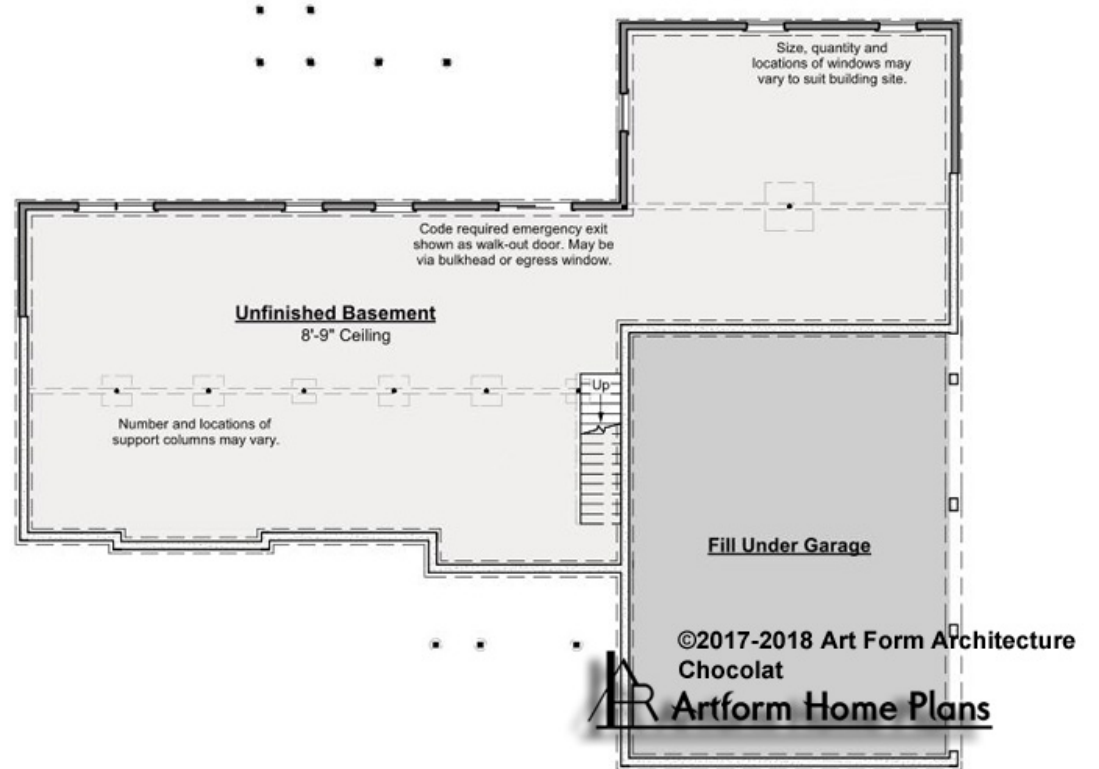 Size, quantity and
locations of windows may
vary to suit building site.
Code required emergency exit
shown as walk-out door. May be
via bulkhead or egress window.
Unfinished Basement
8'-9" Ceiling
Up
Number and locations of
support columns may vary.
Fill Under Garage
©2017-2018 Art Form Architecture
Chocolat
Artform Home Plans